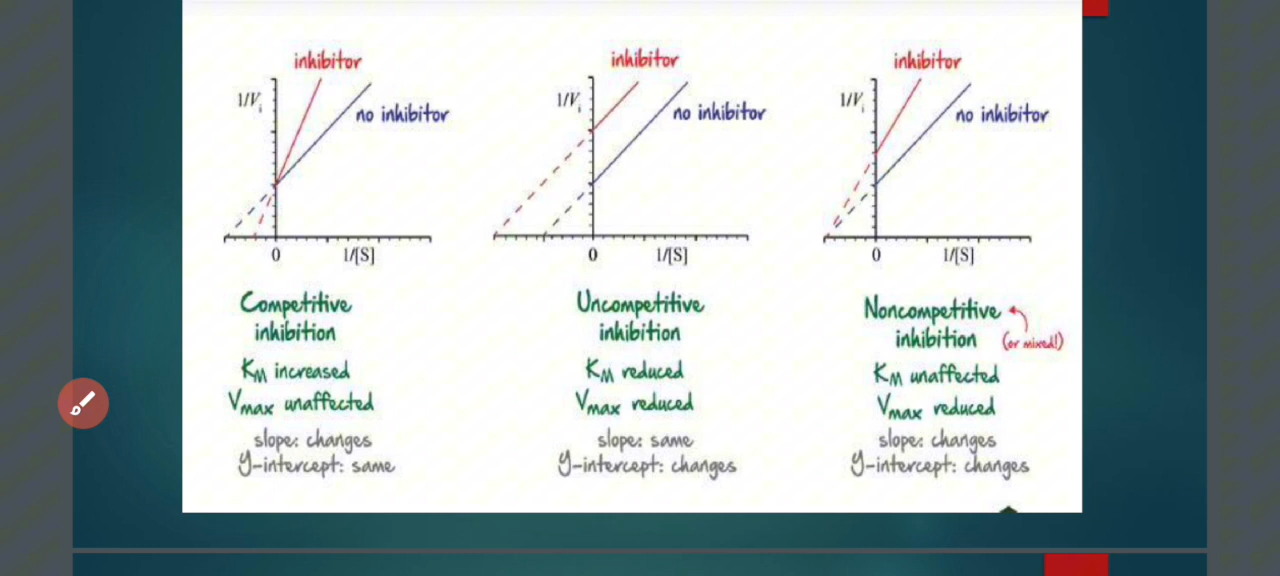 inhibitor
1/Vi
no inhibitor
0
1/[S]
Competitive
inhibition
KM increased
Vmax unaffected
slope: changes
y-intercept: same
inhibitor
1/Vi
no inhibitor
0
1/[S]
Uncompetitive
inhibition
KM reduced
Vmax reduced
slope: same
y-intercept: changes
inhibitor
1/Vi
no inhibitor
0
1/[S]
Noncompetitive
inhibition (or mixed!)
KM unaffected
Vmax reduced
slope: changes
y-intercept: changes